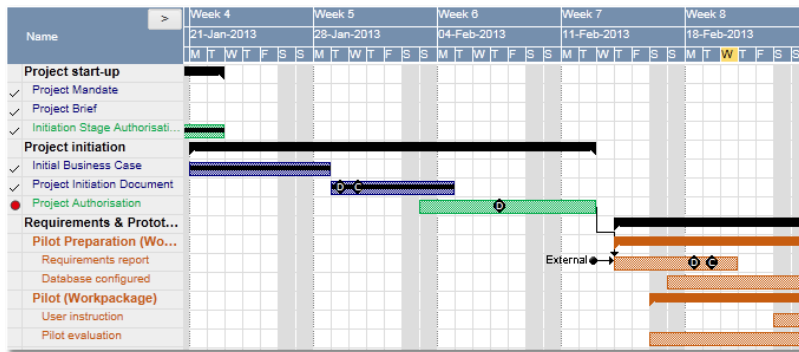 > Week 4 Week 5 Week 6 Week 7 Week 8
Name 21-Jan-2013 28-Jan-2013 04-Feb-2013 11-Feb-2013 18-Feb-2013
M T W T F S S M T W T F S S M T W T F S S M T W T F S S M T W T F S S
Project start-up
Project Mandate
Project Brief
Initiation Stage Authorisati...
Project initiation
Initial Business Case
Project Initiation Document D C
Project Authorisation D
Requirements & Protot...
Pilot Preparation (Wo...
Requirements report External D C
Database configured
Pilot (Workpackage)
User instruction
Pilot evaluation